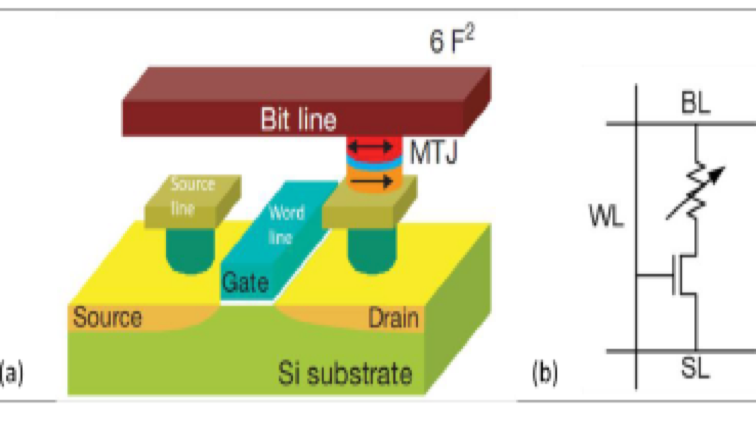 6 F²
Bit line
MTJ
Source
line
Word
line
Gate
Source
Drain
Si substrate
(a)
BL
WL
SL
(b)